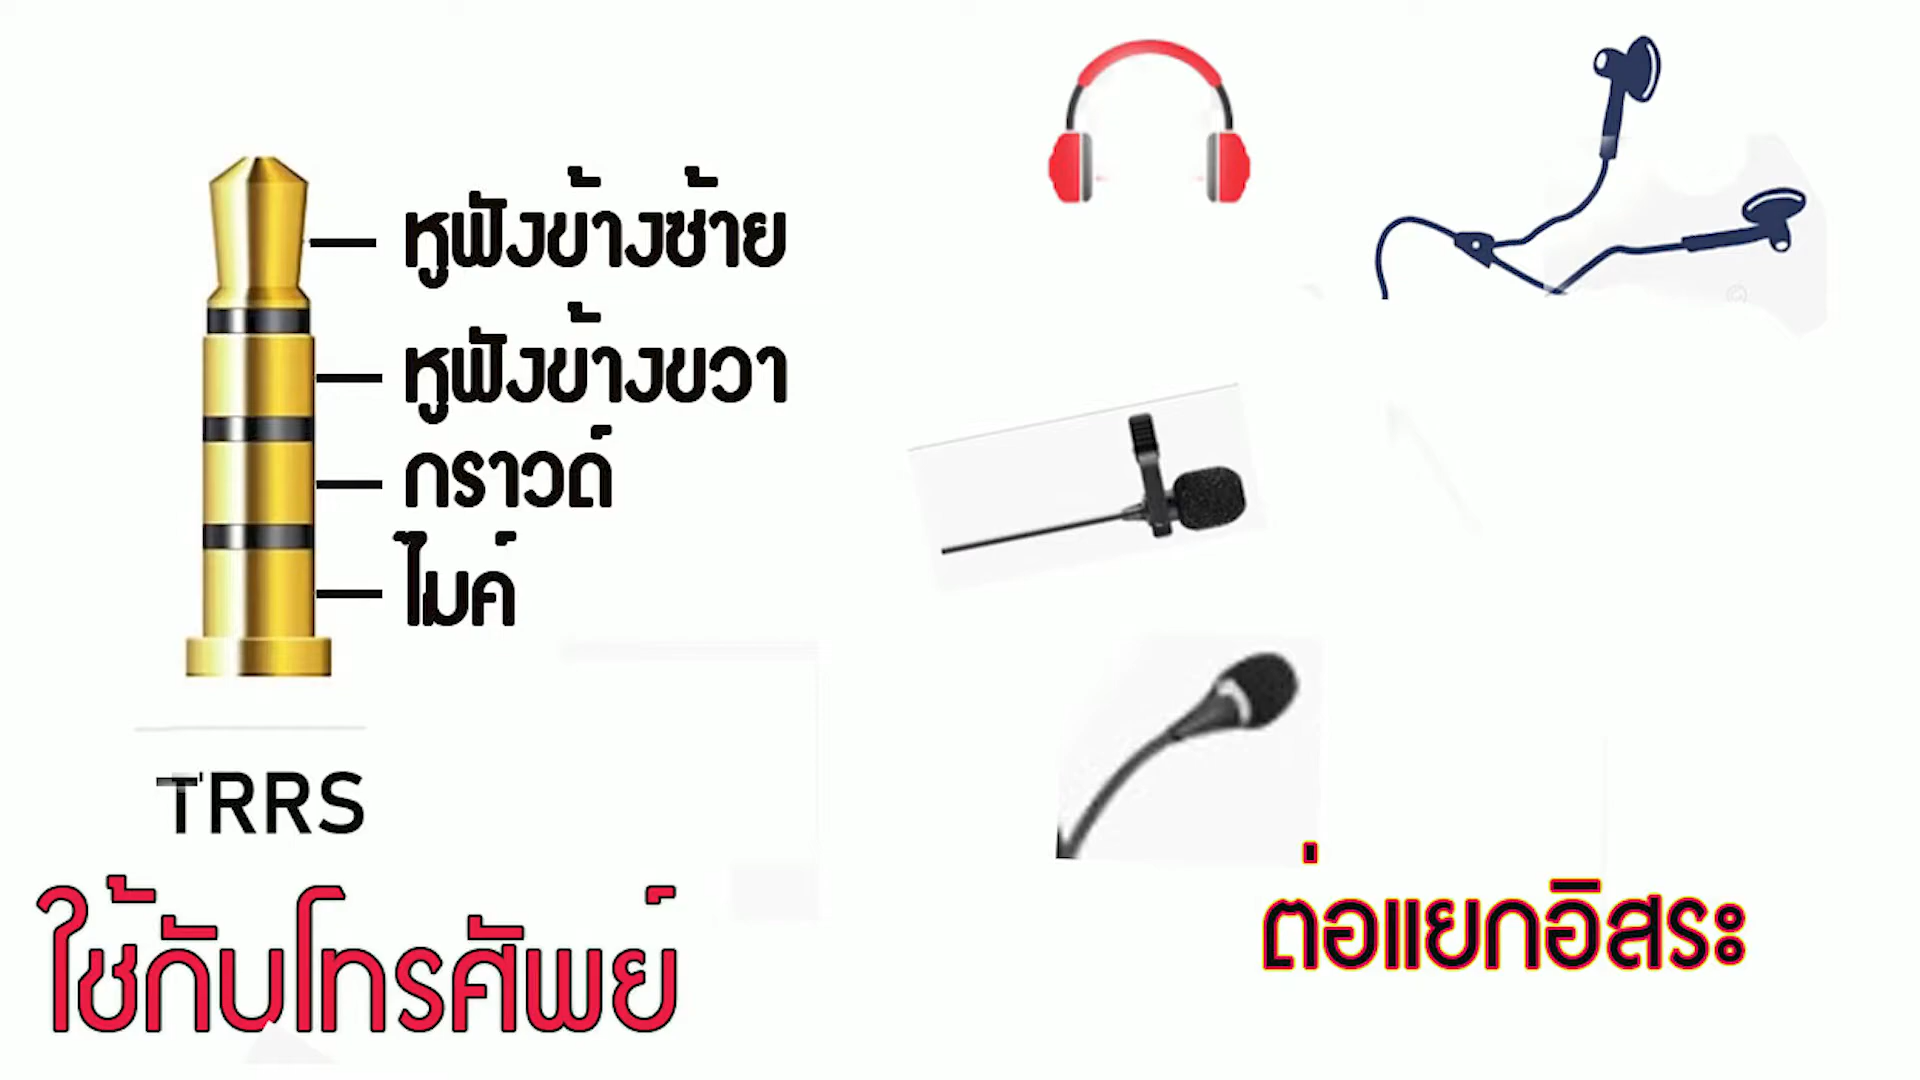 หูฟังข้างซ้าย
หูฟังข้างขวา
กราวด์
ไมค์
TRRS
ใช้กับโทรศัพย์
ต่อแยกอิสระ